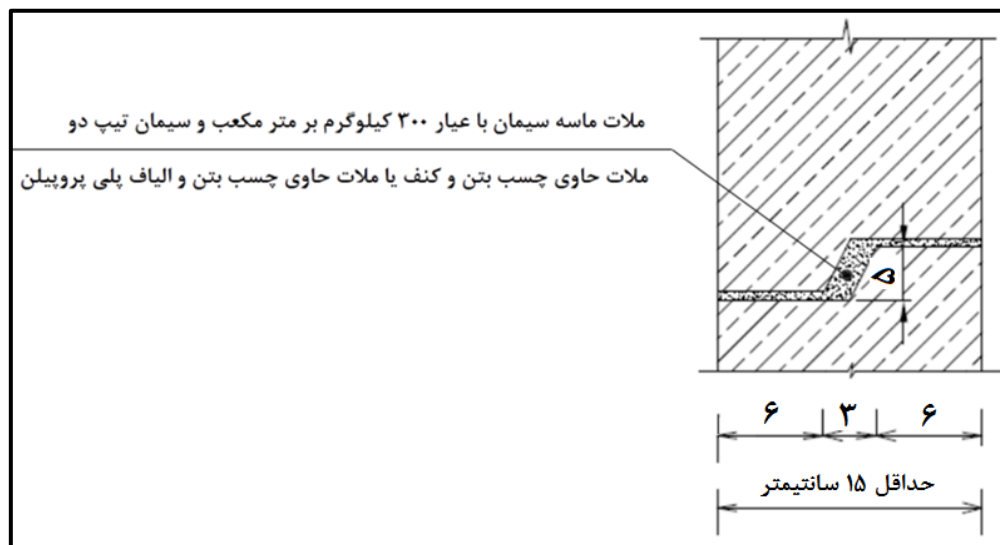 ملات ماسه سیمان با عیار ۳۰۰ کیلوگرم بر متر مکعب و سیمان تیپ دو
ملات حاوی چسب بتن و کنف یا ملات حاوی چسب بتن و الیاف پلی پروپیلن
۵
۶ ۳ ۶
حداقل ۱۵ سانتیمتر